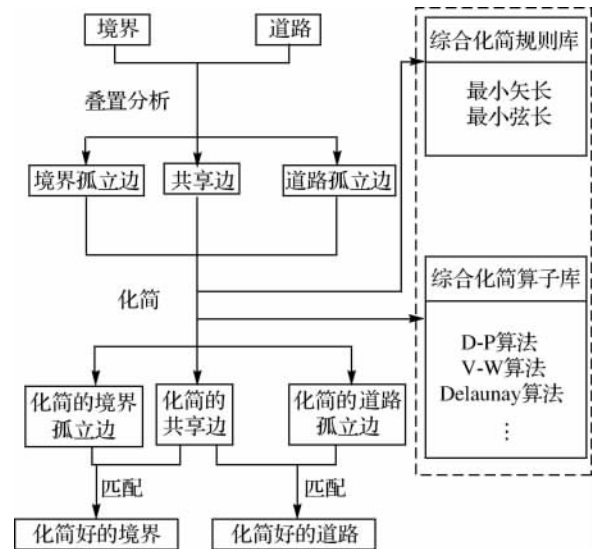 境界
道路
综合化简规则库
最小矢长
最小弦长
叠置分析
境界孤立边
共享边
道路孤立边
化简
综合化简算子库
D-P算法
V-W算法
Delaunay算法
⋮
化简的境界
孤立边
化简的
共享边
化简的道路
孤立边
匹配
匹配
化简好的境界
化简好的道路